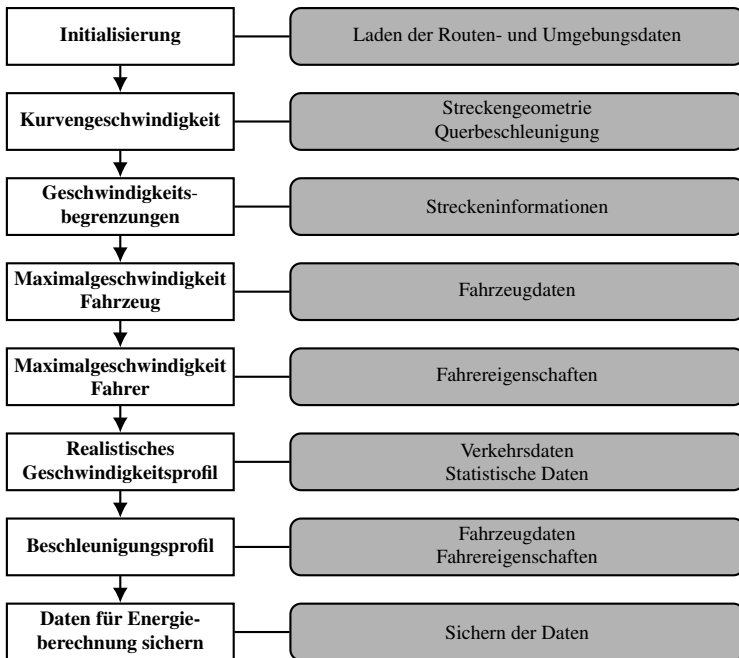 Initialisierung
Laden der Routen- und Umgebungsdaten
Kurvengeschwindigkeit
Streckengeometrie
Querbeschleunigung
Geschwindigkeits-
begrenzungen
Streckeninformationen
Maximalgeschwindigkeit
Fahrzeug
Fahrzeugdaten
Maximalgeschwindigkeit
Fahrer
Fahrereigenschaften
Realistisches
Geschwindigkeitsprofil
Verkehrsdaten
Statistische Daten
Beschleunigungsprofil
Fahrzeugdaten
Fahrereigenschaften
Daten für Energie-
berechnung sichern
Sichern der Daten